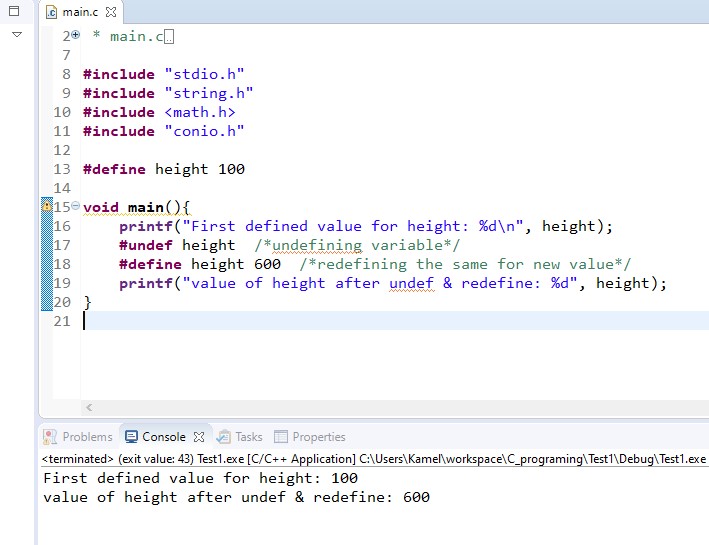 main.c
2 * main.c
7
8 #include "stdio.h"
9 #include "string.h"
10 #include <math.h>
11 #include "conio.h"
12
13 #define height 100
14
15 void main(){
16 printf("First defined value for height: %d\n", height);
17 #undef height /*undefining variable*/
18 #define height 600 /*redefining the same for new value*/
19 printf("value of height after undef & redefine: %d", height);
20 }
21
Problems Console Tasks Properties
<terminated> (exit value: 43) Test1.exe [C/C++ Application] C:\Users\Kamel\workspace\C_programing\Test1\Debug\Test1.exe
First defined value for height: 100
value of height after undef & redefine: 600